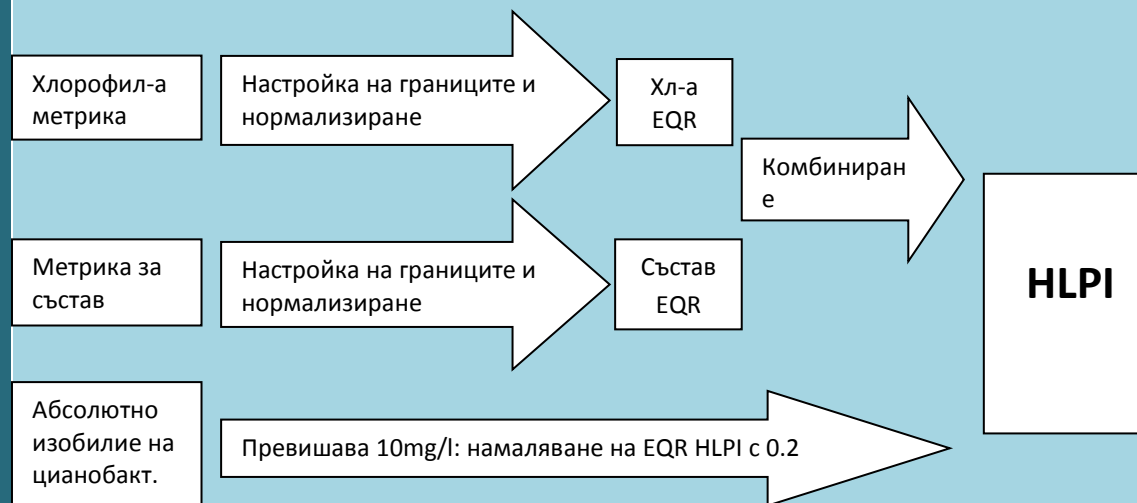 Хлорофил-а
метрика
Настройка на границите и
нормализиране
Хл-а
EQR
Комбиниран
е
Метрика за
състав
Настройка на границите и
нормализиране
Състав
EQR
HLPI
Абсолютно
изобилие на
цианобакт.
Превишава 10mg/l: намаляване на EQR HLPI с 0.2